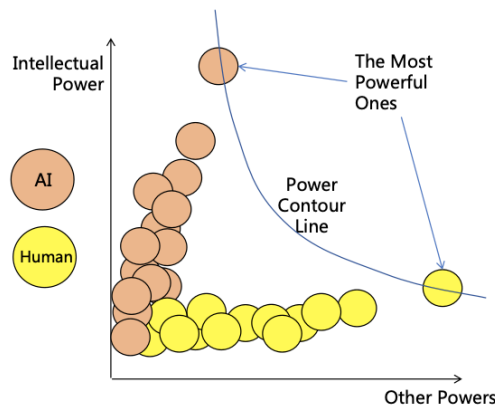 Intellectual
Power
The Most
Powerful
Ones
AI
Power
Contour
Line
Human
Other Powers